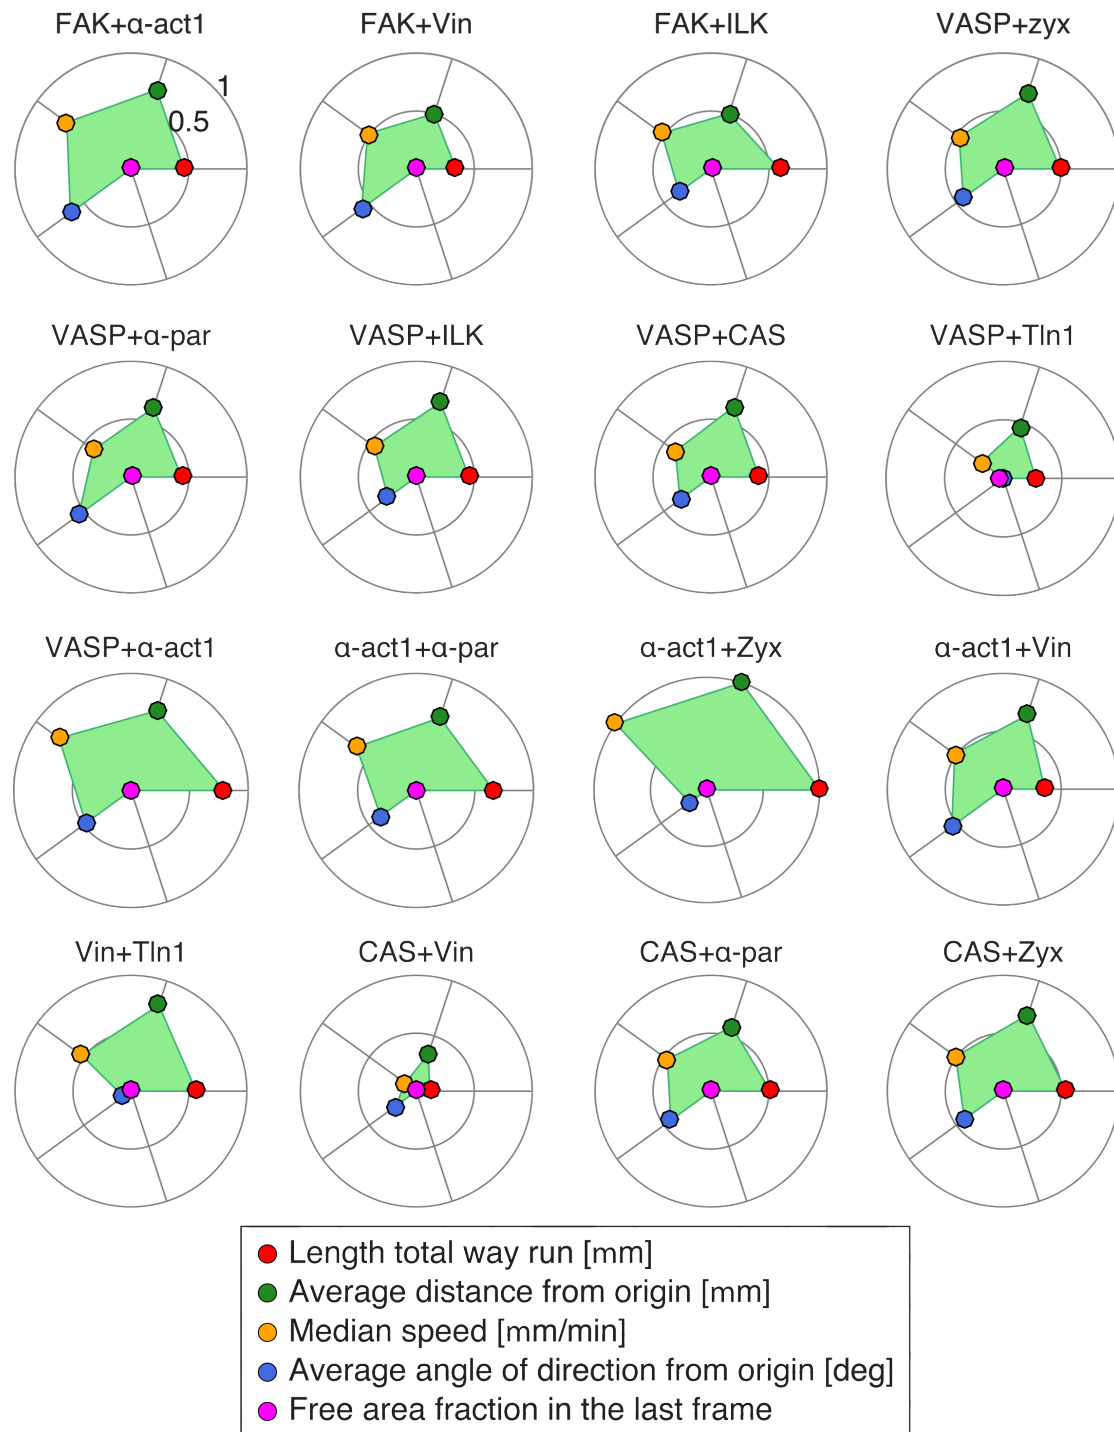 FAK+α-act1
FAK+Vin
FAK+ILK
VASP+zyx
1
0.5
VASP+α-par
VASP+ILK
VASP+CAS
VASP+Tln1
VASP+α-act1
α-act1+α-par
α-act1+Zyx
α-act1+Vin
Vin+Tln1
CAS+Vin
CAS+α-par
CAS+Zyx
Length total way run [mm]
Average distance from origin [mm]
Median speed [mm/min]
Average angle of direction from origin [deg]
Free area fraction in the last frame